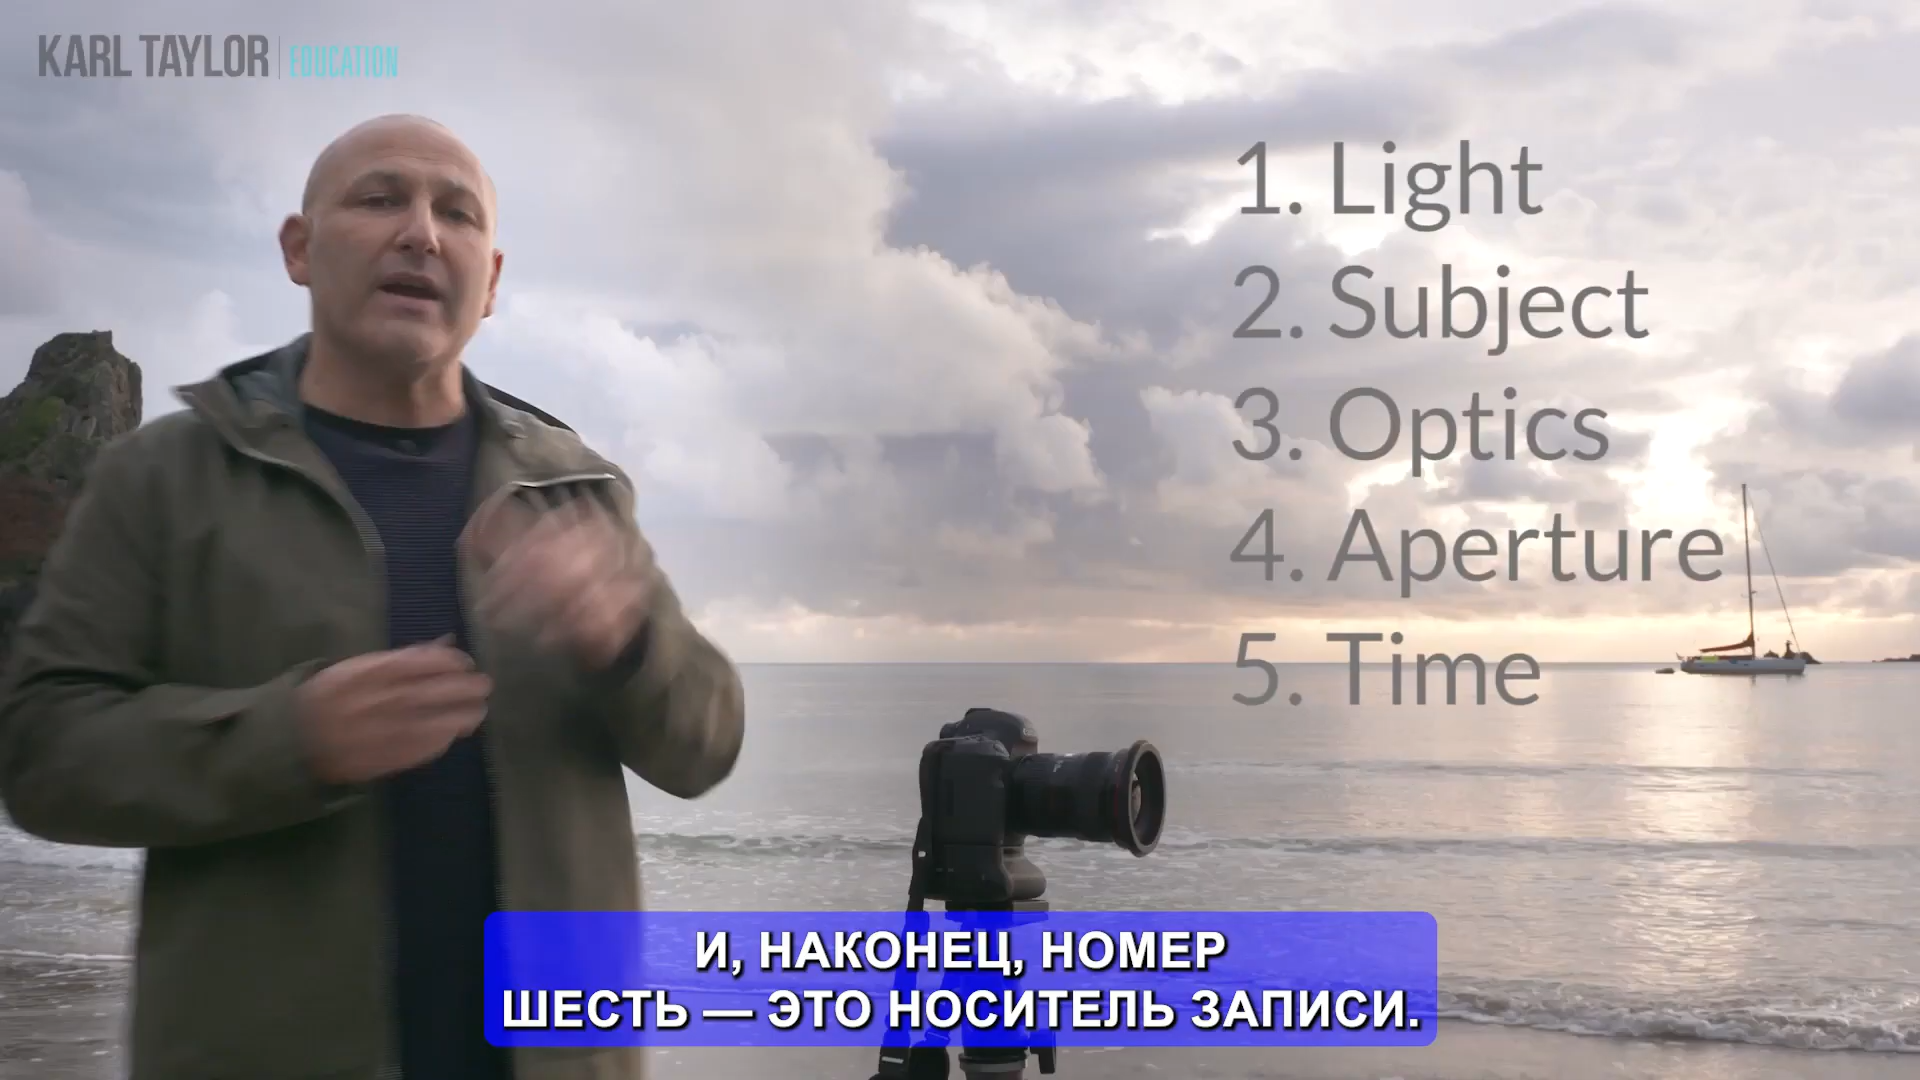 KARL TAYLOR | EDUCATION
1. Light
2. Subject
3. Optics
4. Aperture
5. Time
И, НАКОНЕЦ, НОМЕР
ШЕСТЬ — ЭТО НОСИТЕЛЬ ЗАПИСИ.